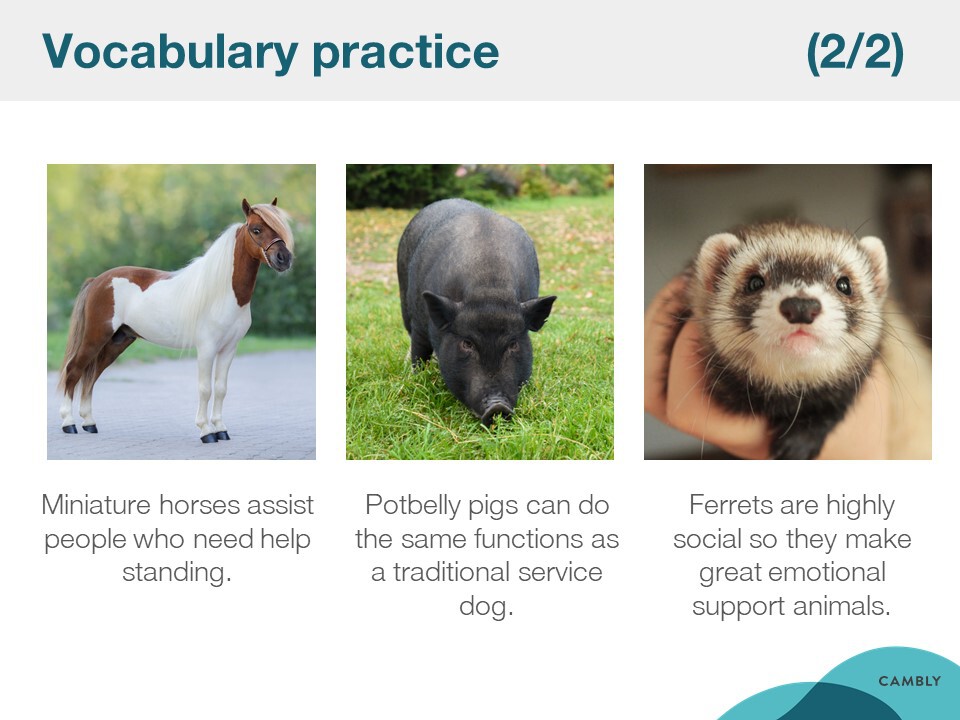 Vocabulary practice (2/2)
Miniature horses assist
people who need help
standing.
Potbelly pigs can do
the same functions as
a traditional service
dog.
Ferrets are highly
social so they make
great emotional
support animals.
CAMBLY